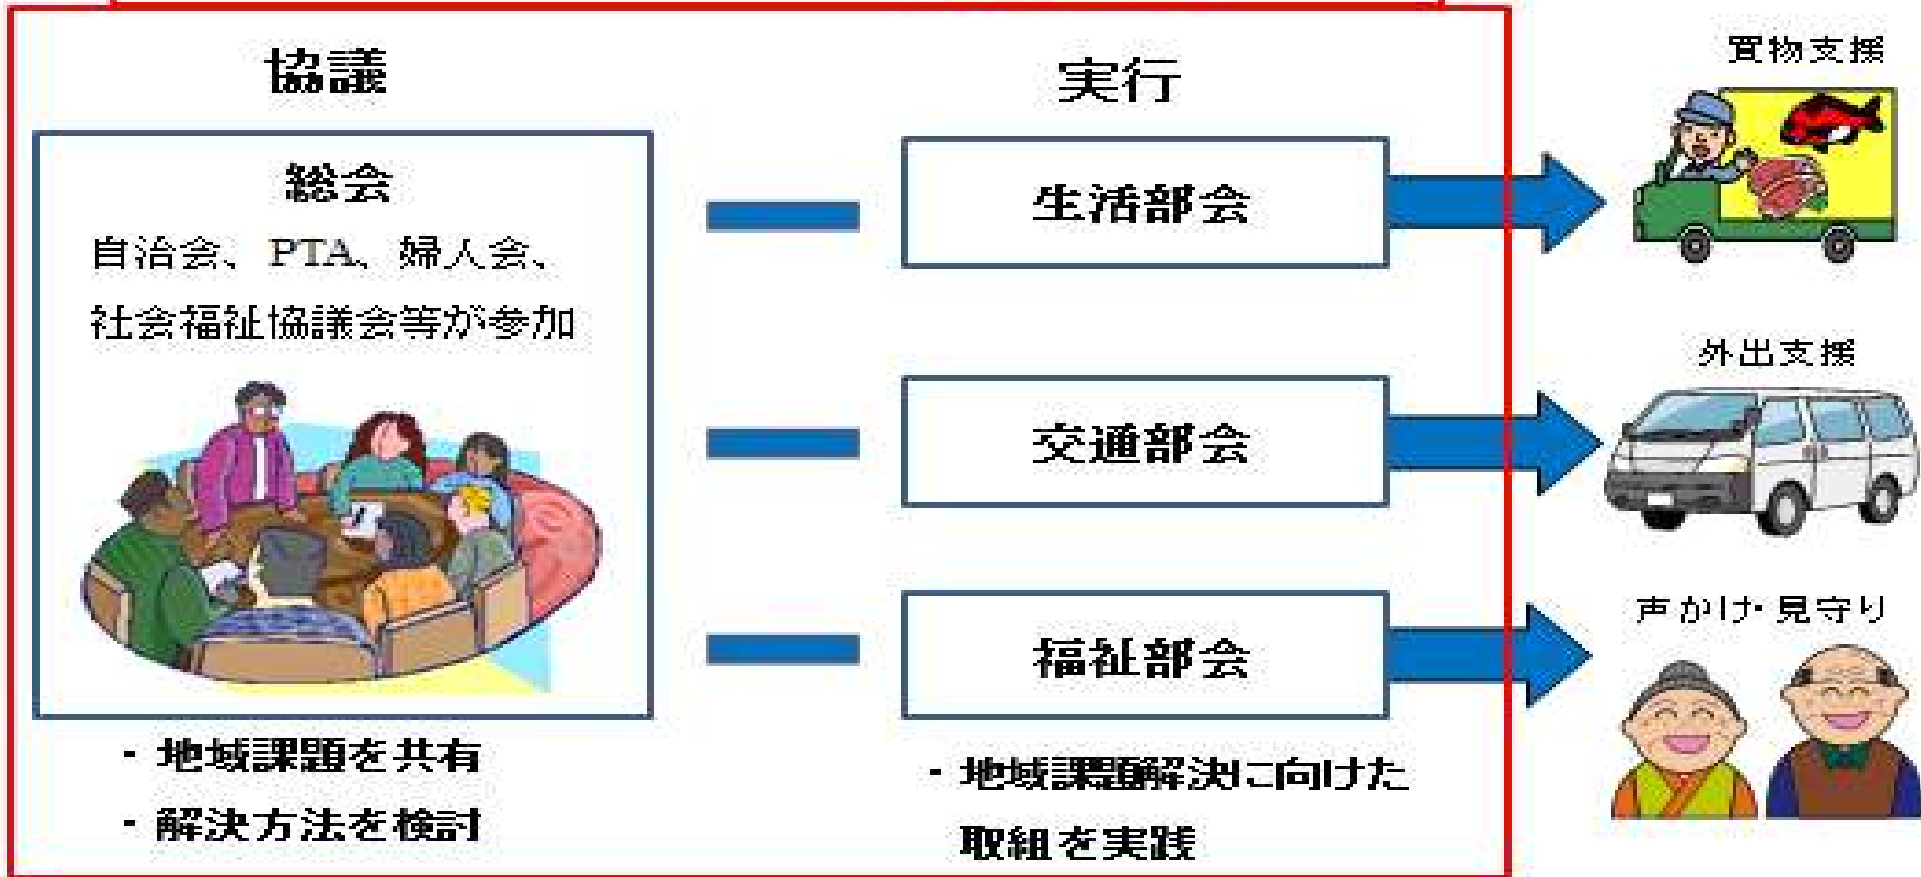 協議
総会
自治会、PTA、婦人会、
社会福祉協議会等が参加
・地域課題を共有
・解決方法を検討
実行
生活部会
交通部会
福祉部会
・地域課題解決に向けた
取組を実践
買物支援
外出支援
声かけ・見守り